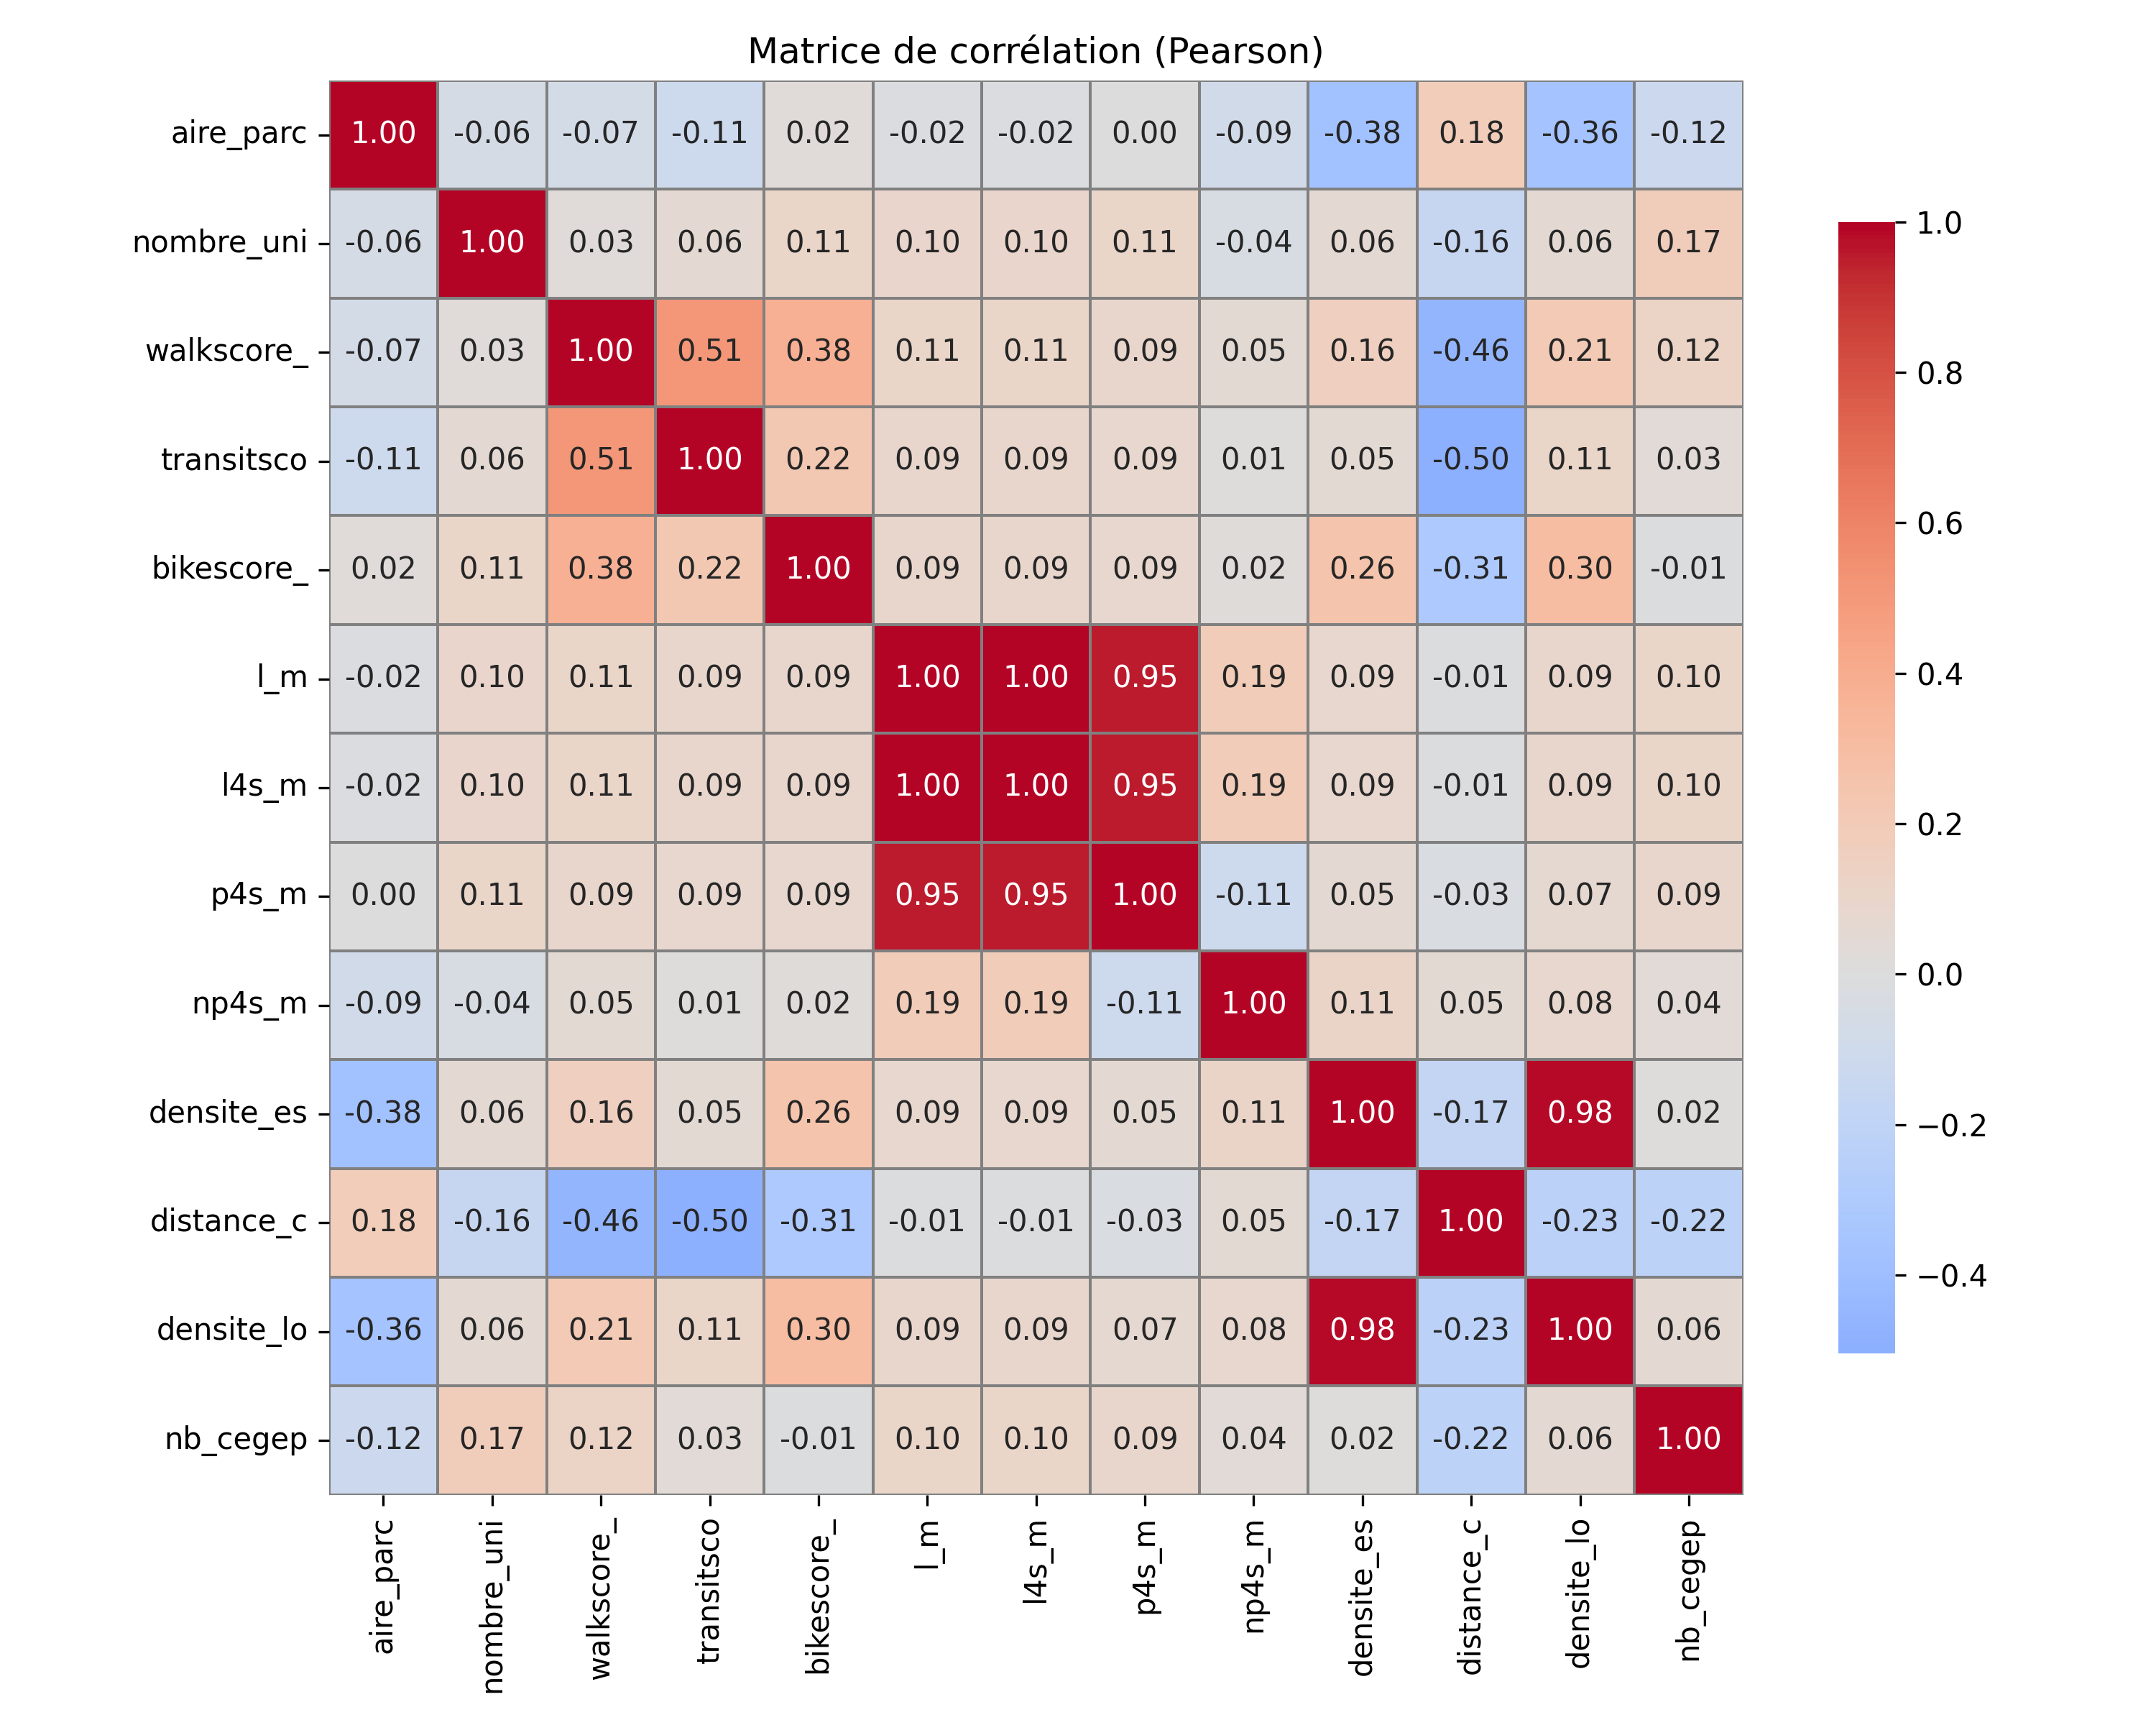 Matrice de corrélation (Pearson)
aire_parc 1.00 -0.06 -0.07 -0.11 0.02 -0.02 -0.02 0.00 -0.09 -0.38 0.18 -0.36 -0.12
nombre_uni -0.06 1.00 0.03 0.06 0.11 0.10 0.10 0.11 -0.04 0.06 -0.16 0.06 0.17
walkscore_ -0.07 0.03 1.00 0.51 0.38 0.11 0.11 0.09 0.05 0.16 -0.46 0.21 0.12
transitsco -0.11 0.06 0.51 1.00 0.22 0.09 0.09 0.09 0.01 0.05 -0.50 0.11 0.03
bikescore_ 0.02 0.11 0.38 0.22 1.00 0.09 0.09 0.09 0.02 0.26 -0.31 0.30 -0.01
l_m -0.02 0.10 0.11 0.09 0.09 1.00 1.00 0.95 0.19 0.09 -0.01 0.09 0.10
l4s_m -0.02 0.10 0.11 0.09 0.09 1.00 1.00 0.95 0.19 0.09 -0.01 0.09 0.10
p4s_m 0.00 0.11 0.09 0.09 0.09 0.95 0.95 1.00 -0.11 0.05 -0.03 0.07 0.09
np4s_m -0.09 -0.04 0.05 0.01 0.02 0.19 0.19 -0.11 1.00 0.11 0.05 0.08 0.04
densite_es -0.38 0.06 0.16 0.05 0.26 0.09 0.09 0.05 0.11 1.00 -0.17 0.98 0.02
distance_c 0.18 -0.16 -0.46 -0.50 -0.31 -0.01 -0.01 -0.03 0.05 -0.17 1.00 -0.23 -0.22
densite_lo -0.36 0.06 0.21 0.11 0.30 0.09 0.09 0.07 0.08 0.98 -0.23 1.00 0.06
nb_cegep -0.12 0.17 0.12 0.03 -0.01 0.10 0.10 0.09 0.04 0.02 -0.22 0.06 1.00
aire_parc nombre_uni walkscore_ transitsco bikescore_ l_m l4s_m p4s_m np4s_m densite_es distance_c densite_lo nb_cegep
1.0
0.8
0.6
0.4
0.2
0.0
−0.2
−0.4